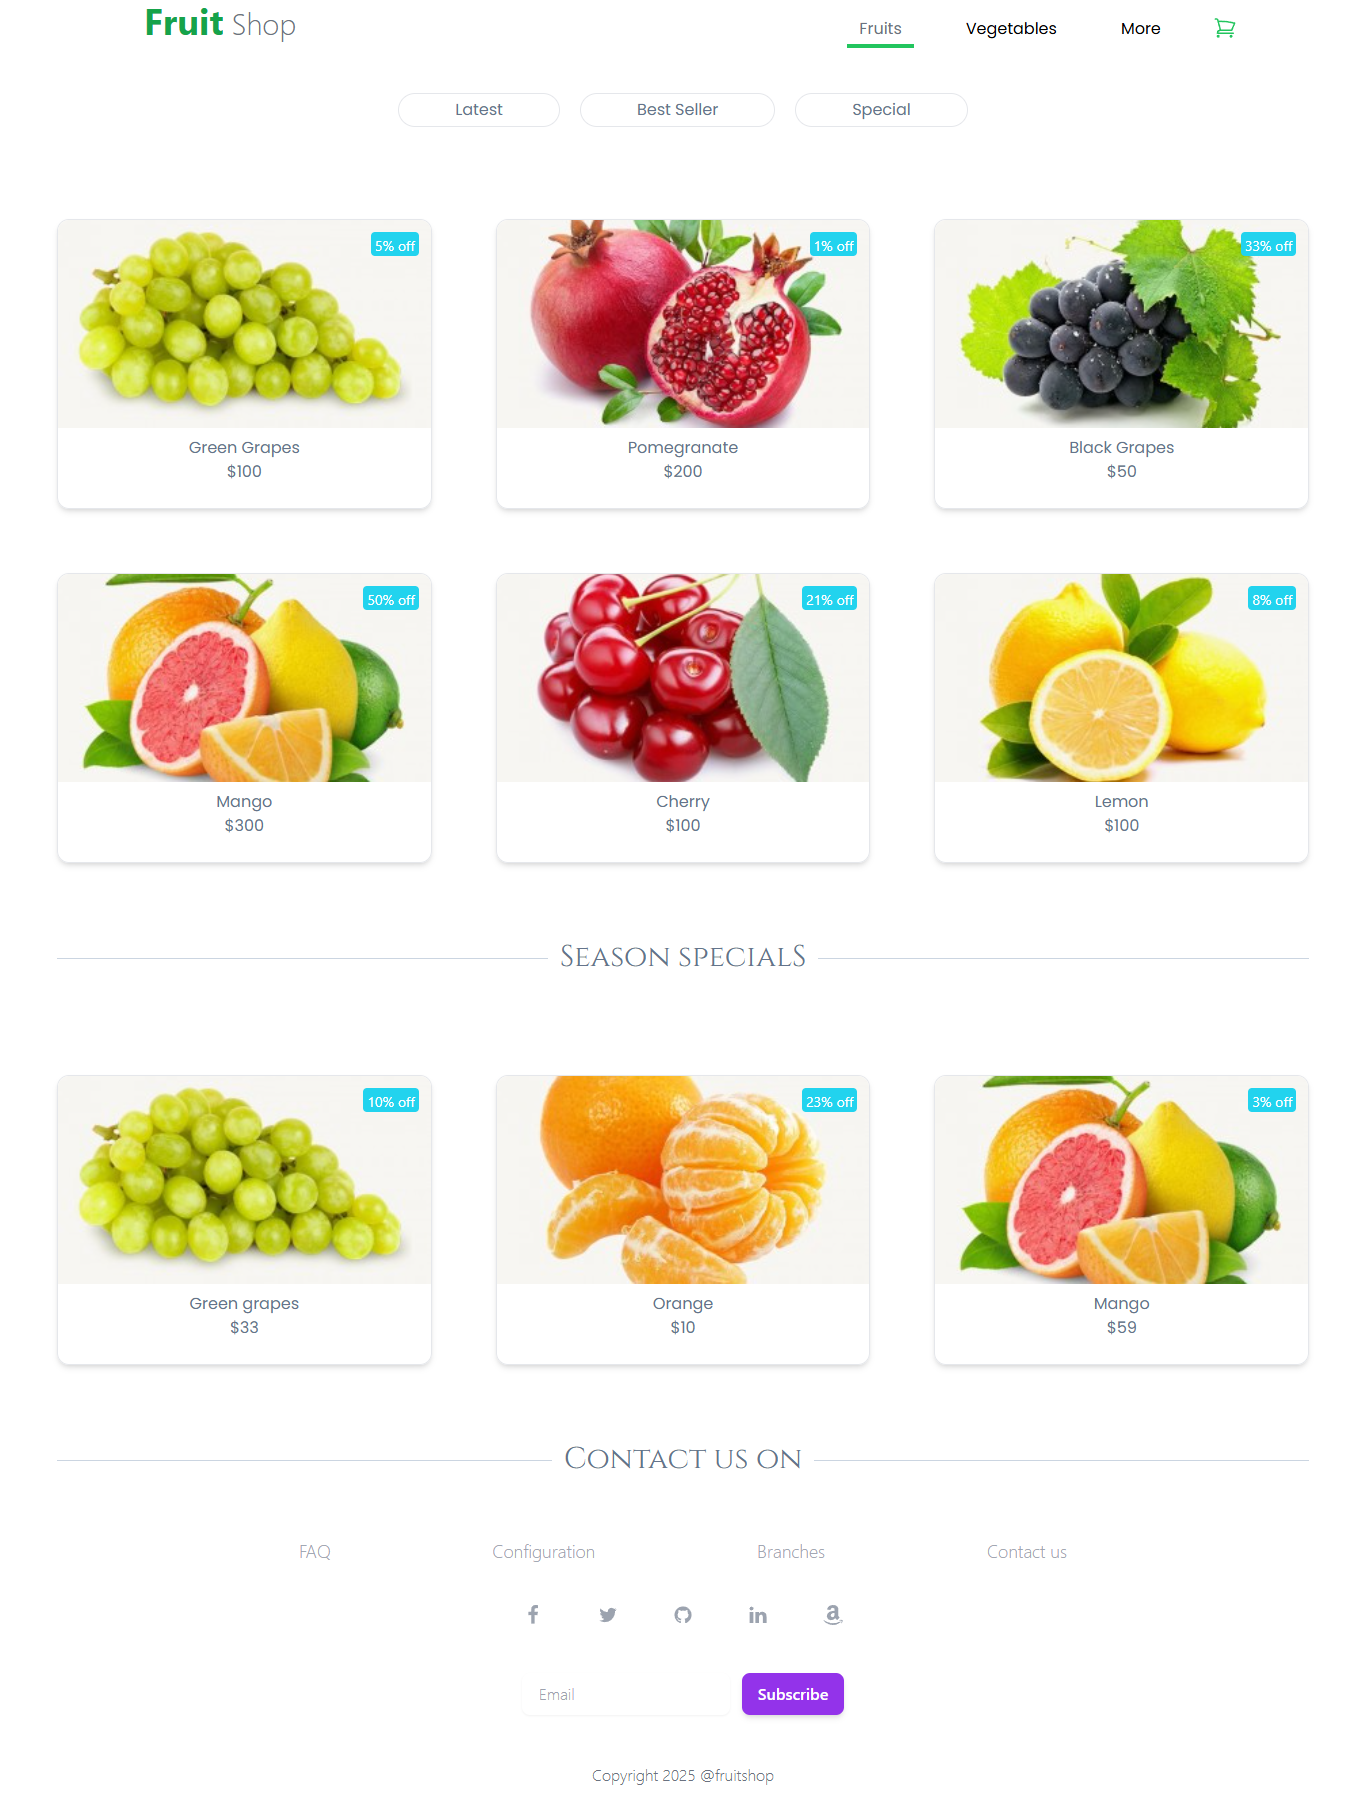 Fruit Shop
Fruits Vegetables More
Latest Best Seller Special
5% off 1% off 33% off
Green Grapes Pomegranate Black Grapes
$100 $200 $50
50% off 21% off 8% off
Mango Cherry Lemon
$300 $100 $100
Season specialS
10% off 23% off 3% off
Green grapes Orange Mango
$33 $10 $59
Contact us on
FAQ Configuration Branches Contact us
Email Subscribe
Copyright 2025 @fruitshop